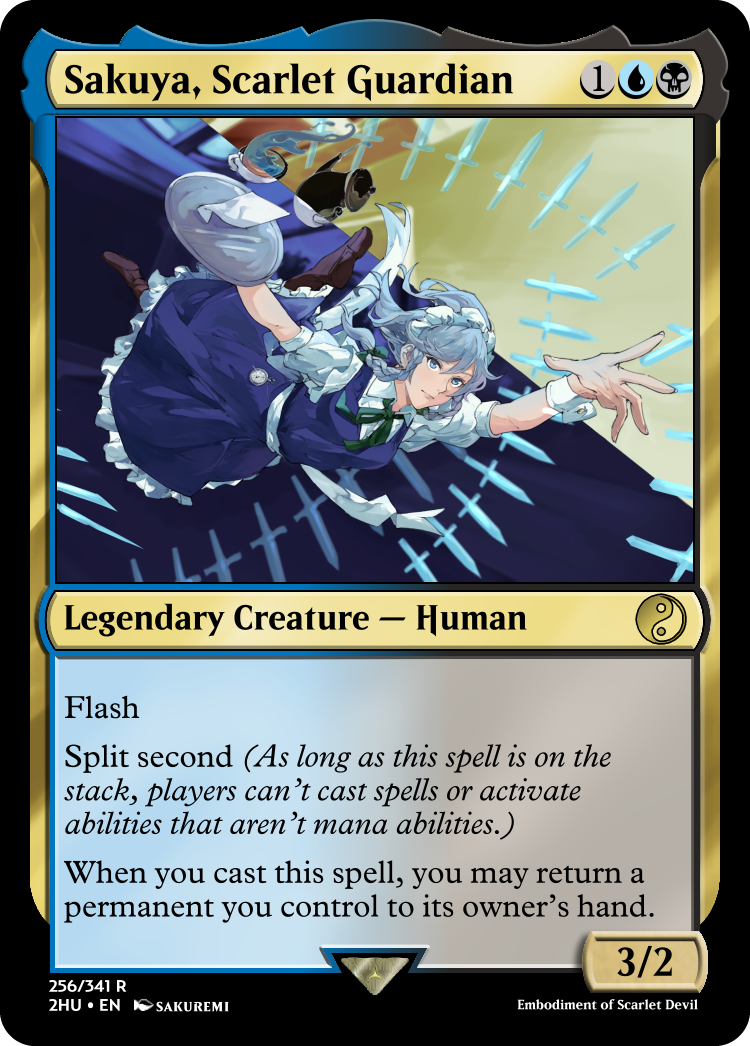 Sakuya, Scarlet Guardian 1
Legendary Creature — Human
Flash
Split second (As long as this spell is on the
stack, players can't cast spells or activate
abilities that aren't mana abilities.)
When you cast this spell, you may return a
permanent you control to its owner's hand.
3/2
256/341 R
2HU • EN SAKUREMI
Embodiment of Scarlet Devil